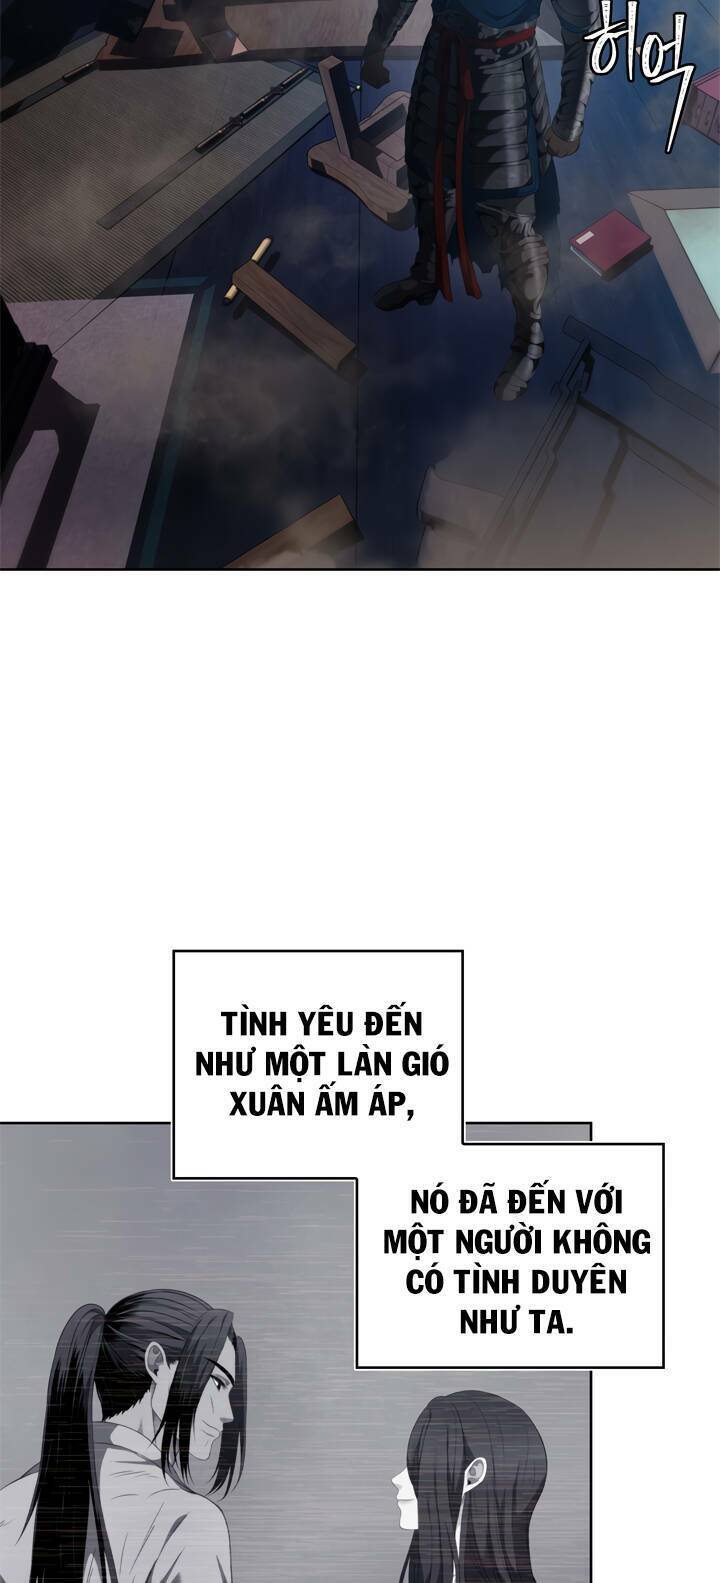 허억
TÌNH YÊU ĐẾN
NHƯ MỘT LÀN GIÓ
XUÂN ẤM ÁP,
NÓ ĐÃ ĐẾN VỚI
MỘT NGƯỜI KHÔNG
CÓ TÌNH DUYÊN
NHƯ TA.